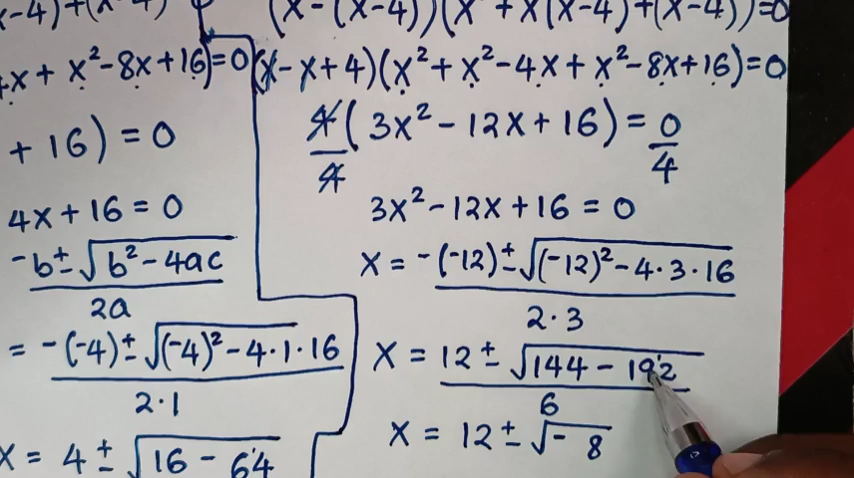 x-4)+(x-4)
4x + x²-8x+16)=0
+ 16) = 0
4x + 16 = 0
-b ± √b² - 4ac
2a
= -(-4) ± √(-4)² - 4·1·16
2·1
x = 4 ± √16 - 64
(x-(x-4))(x + x(x-4)+(x-4))=0
(x-x+4)(x²+x²-4x+x²-8x+16)=0
4(3x²-12x+16) = 0
4 4
3x²-12x+16 = 0
x = -(-12) ± √(-12)² - 4·3·16
2·3
x = 12 ± √144 - 192
6
x = 12 ± √- 8